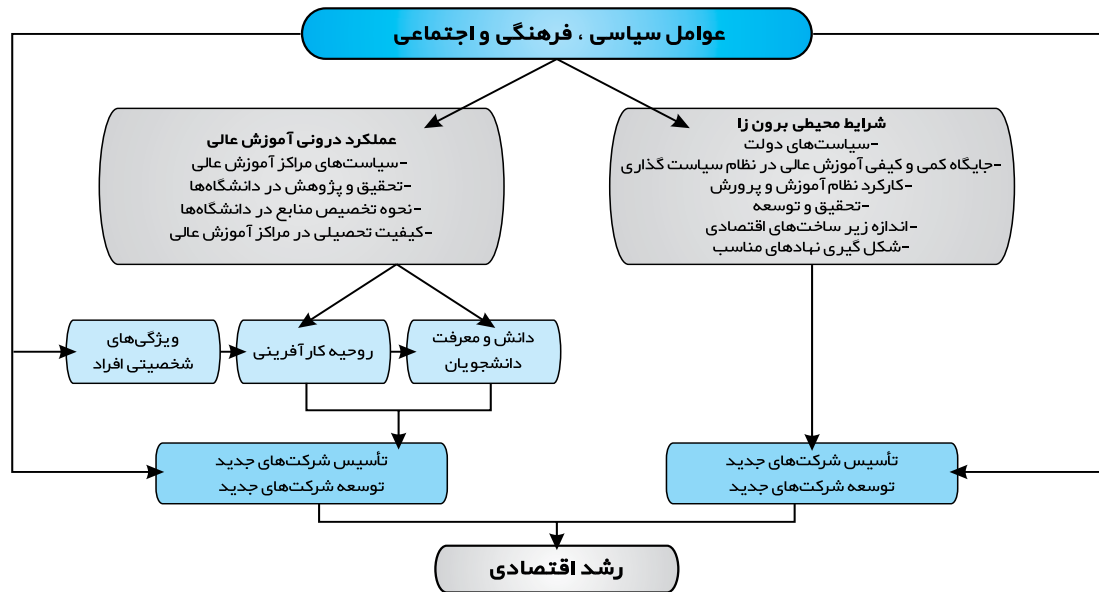 عوامل سیاسی ، فرهنگی و اجتماعی
شرایط محیطی برون زا
-سیاست‌های دولت
-جایگاه کمی و کیفی آموزش عالی در نظام سیاست گذاری
-کارکرد نظام آموزش و پرورش
-تحقیق و توسعه
-اندازه زیر ساخت‌های اقتصادی
-شکل گیری نهادهای مناسب
عملکرد درونی آموزش عالی
-سیاست‌های مراکز آموزش عالی
-تحقیق و پژوهش در دانشگاه‌ها
-نحوه تخصیص منابع در دانشگاه‌ها
-کیفیت تحصیلی در مراکز آموزش عالی
دانش و معرفت
دانشجویان
روحیه کارآفرینی
ویژگی‌های
شخصیتی افراد
تأسیس شرکت‌های جدید
توسعه شرکت‌های جدید
تأسیس شرکت‌های جدید
توسعه شرکت‌های جدید
رشد اقتصادی